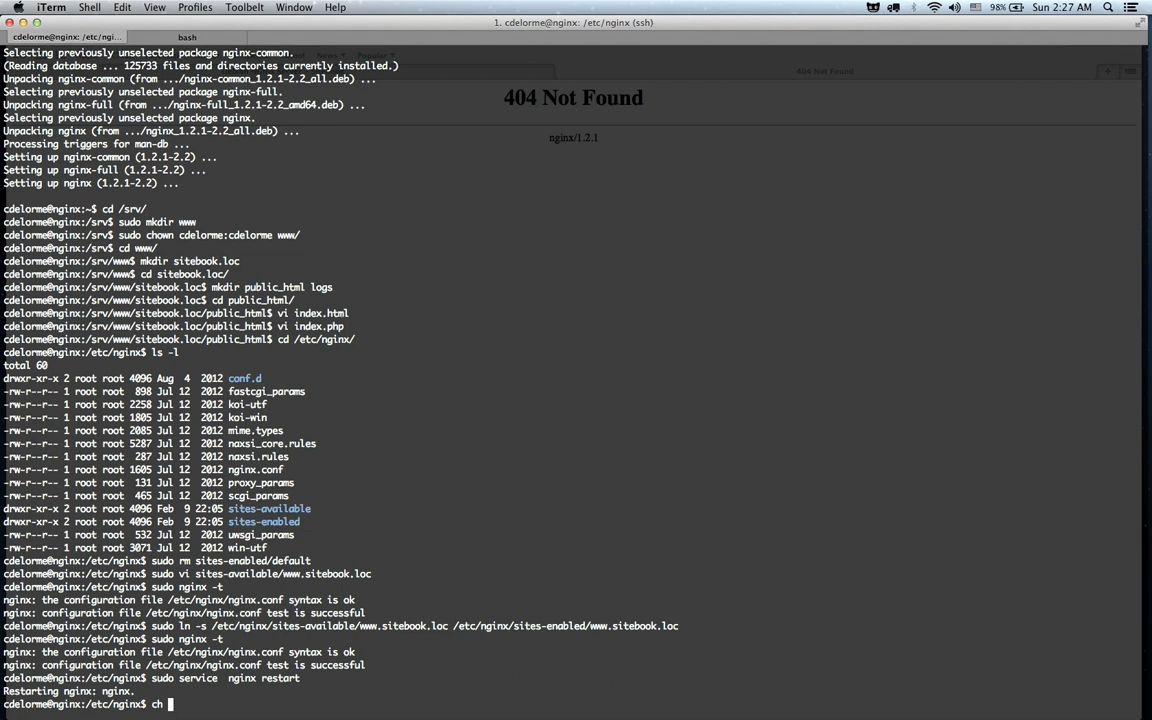 iTerm Shell Edit View Profiles Toolbelt Window Help 98% Sun 2:27 AM
1. cdelorme@nginx: /etc/nginx (ssh)
cdelorme@nginx: /etc/ngi... bash
Selecting previously unselected package nginx-common.
(Reading database ... 125733 files and directories currently installed.)
Unpacking nginx-common (from .../nginx-common_1.2.1-2.2_all.deb) ...
Selecting previously unselected package nginx-full.
Unpacking nginx-full (from .../nginx-full_1.2.1-2.2_amd64.deb) ...
Selecting previously unselected package nginx.
Unpacking nginx (from .../nginx_1.2.1-2.2_all.deb) ...
Processing triggers for man-db ...
Setting up nginx-common (1.2.1-2.2) ...
Setting up nginx-full (1.2.1-2.2) ...
Setting up nginx (1.2.1-2.2) ...
404 Not Found
404 Not Found
nginx/1.2.1
cdelorme@nginx:~$ cd /srv/
cdelorme@nginx:/srv$ sudo mkdir www
cdelorme@nginx:/srv$ sudo chown cdelorme:cdelorme www/
cdelorme@nginx:/srv$ cd www/
cdelorme@nginx:/srv/www$ mkdir sitebook.loc
cdelorme@nginx:/srv/www$ cd sitebook.loc/
cdelorme@nginx:/srv/www/sitebook.loc$ mkdir public_html logs
cdelorme@nginx:/srv/www/sitebook.loc$ cd public_html/
cdelorme@nginx:/srv/www/sitebook.loc/public_html$ vi index.html
cdelorme@nginx:/srv/www/sitebook.loc/public_html$ vi index.php
cdelorme@nginx:/srv/www/sitebook.loc/public_html$ cd /etc/nginx/
cdelorme@nginx:/etc/nginx$ ls -l
total 60
drwxr-xr-x 2 root root 4096 Aug  4  2012 conf.d
-rw-r--r-- 1 root root  898 Jul 12  2012 fastcgi_params
-rw-r--r-- 1 root root 2258 Jul 12  2012 koi-utf
-rw-r--r-- 1 root root 1805 Jul 12  2012 koi-win
-rw-r--r-- 1 root root 2085 Jul 12  2012 mime.types
-rw-r--r-- 1 root root 5287 Jul 12  2012 naxsi_core.rules
-rw-r--r-- 1 root root  287 Jul 12  2012 naxsi.rules
-rw-r--r-- 1 root root 1605 Jul 12  2012 nginx.conf
-rw-r--r-- 1 root root  131 Jul 12  2012 proxy_params
-rw-r--r-- 1 root root  465 Jul 12  2012 scgi_params
drwxr-xr-x 2 root root 4096 Feb  9 22:05 sites-available
drwxr-xr-x 2 root root 4096 Feb  9 22:05 sites-enabled
-rw-r--r-- 1 root root  532 Jul 12  2012 uwsgi_params
-rw-r--r-- 1 root root 3071 Jul 12  2012 win-utf
cdelorme@nginx:/etc/nginx$ sudo rm sites-enabled/default
cdelorme@nginx:/etc/nginx$ sudo vi sites-available/www.sitebook.loc
cdelorme@nginx:/etc/nginx$ sudo nginx -t
nginx: the configuration file /etc/nginx/nginx.conf syntax is ok
nginx: configuration file /etc/nginx/nginx.conf test is successful
cdelorme@nginx:/etc/nginx$ sudo ln -s /etc/nginx/sites-available/www.sitebook.loc /etc/nginx/sites-enabled/www.sitebook.loc
cdelorme@nginx:/etc/nginx$ sudo nginx -t
nginx: the configuration file /etc/nginx/nginx.conf syntax is ok
nginx: configuration file /etc/nginx/nginx.conf test is successful
cdelorme@nginx:/etc/nginx$ sudo service  nginx restart
Restarting nginx: nginx.
cdelorme@nginx:/etc/nginx$ ch